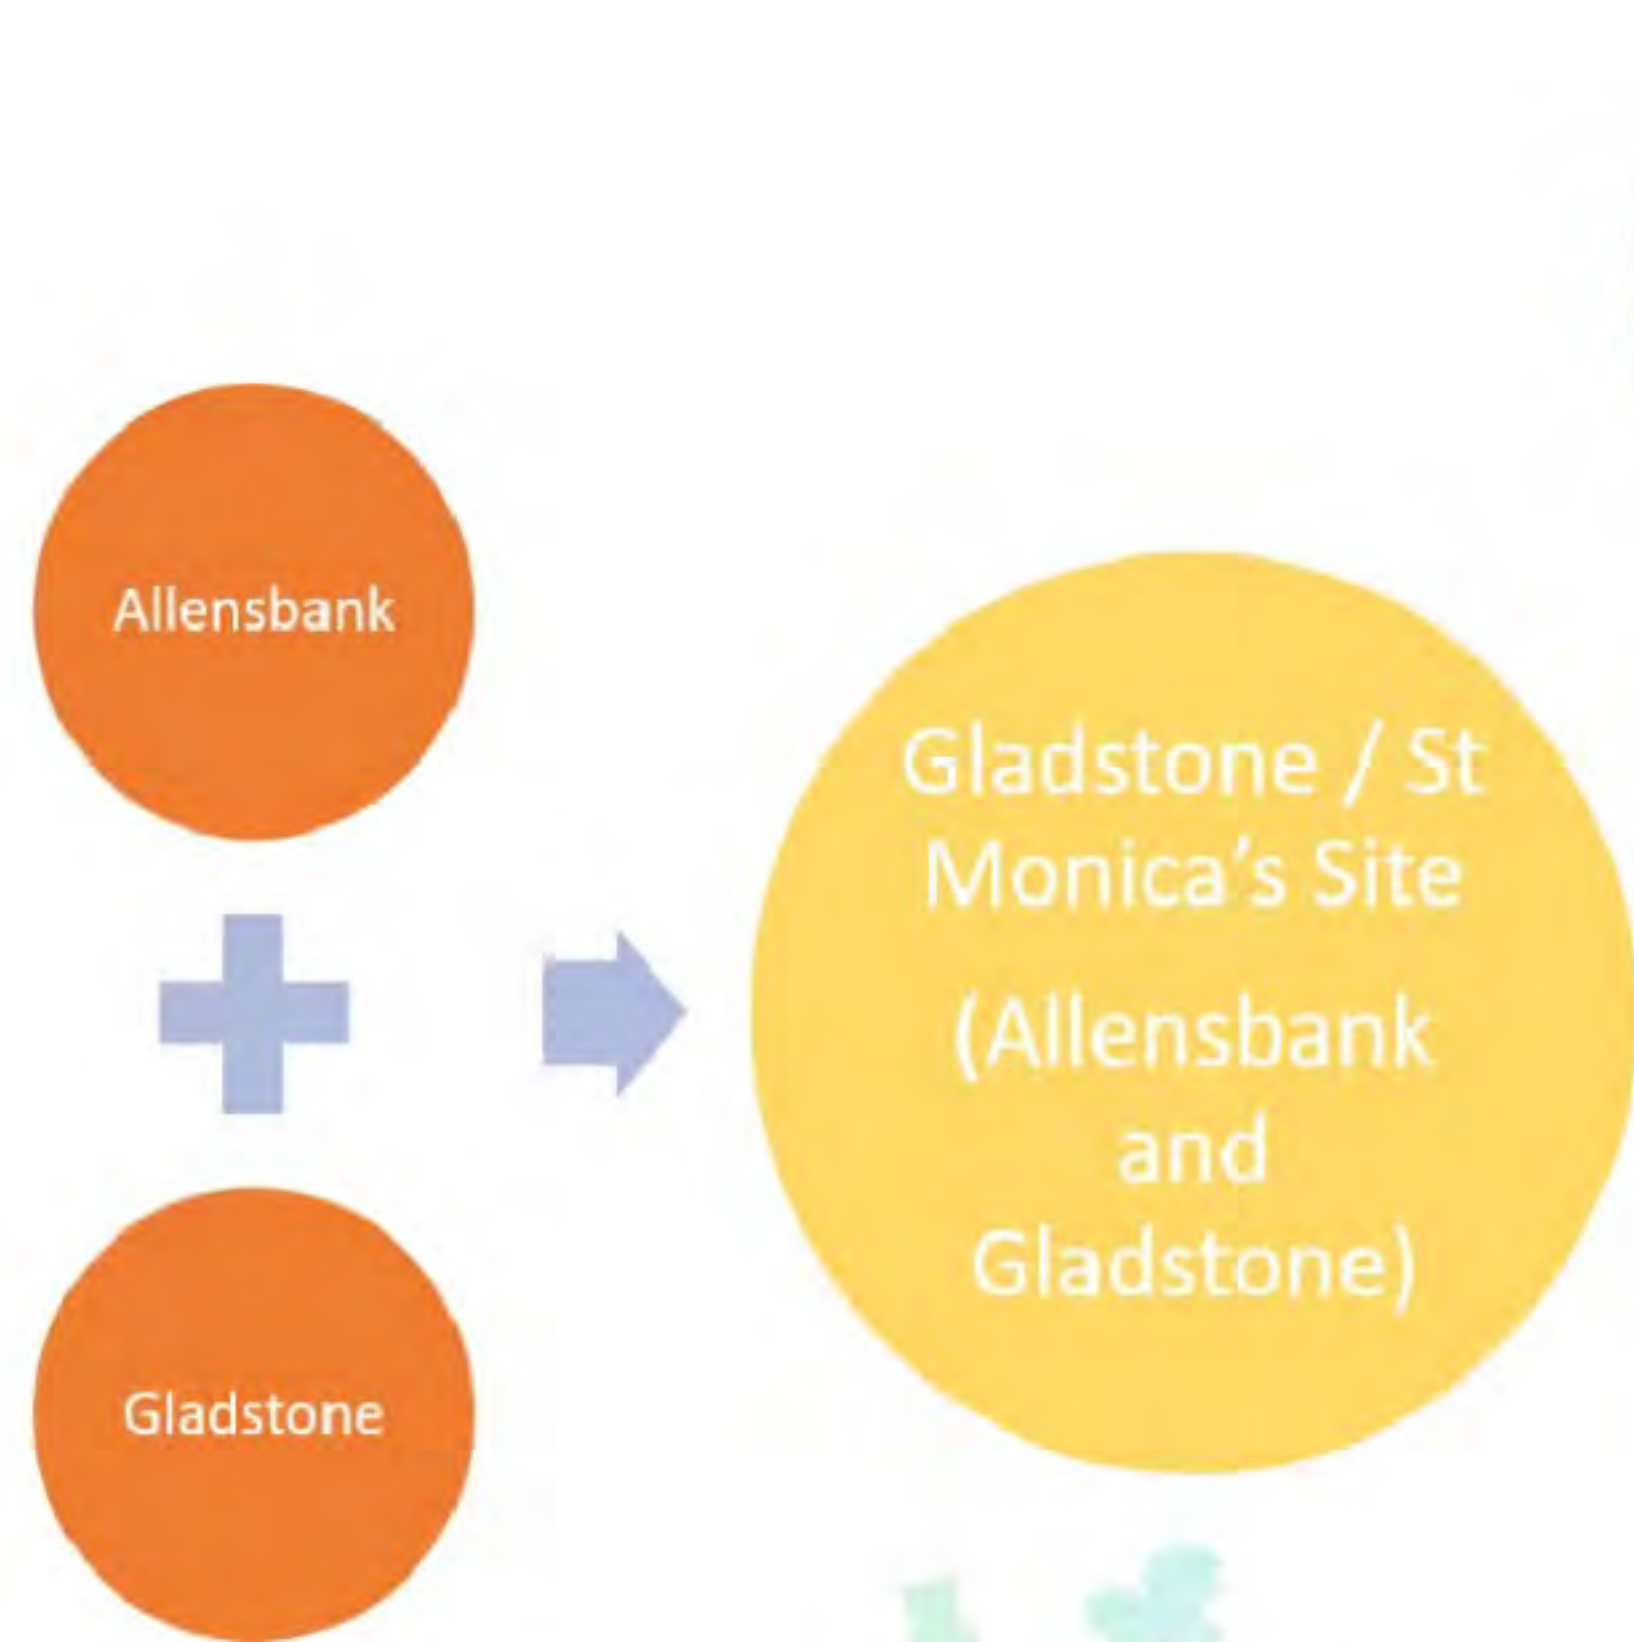 Allensbank
Gladstone
Gladstone / St
Monica’s Site
(Allensbank
and
Gladstone)